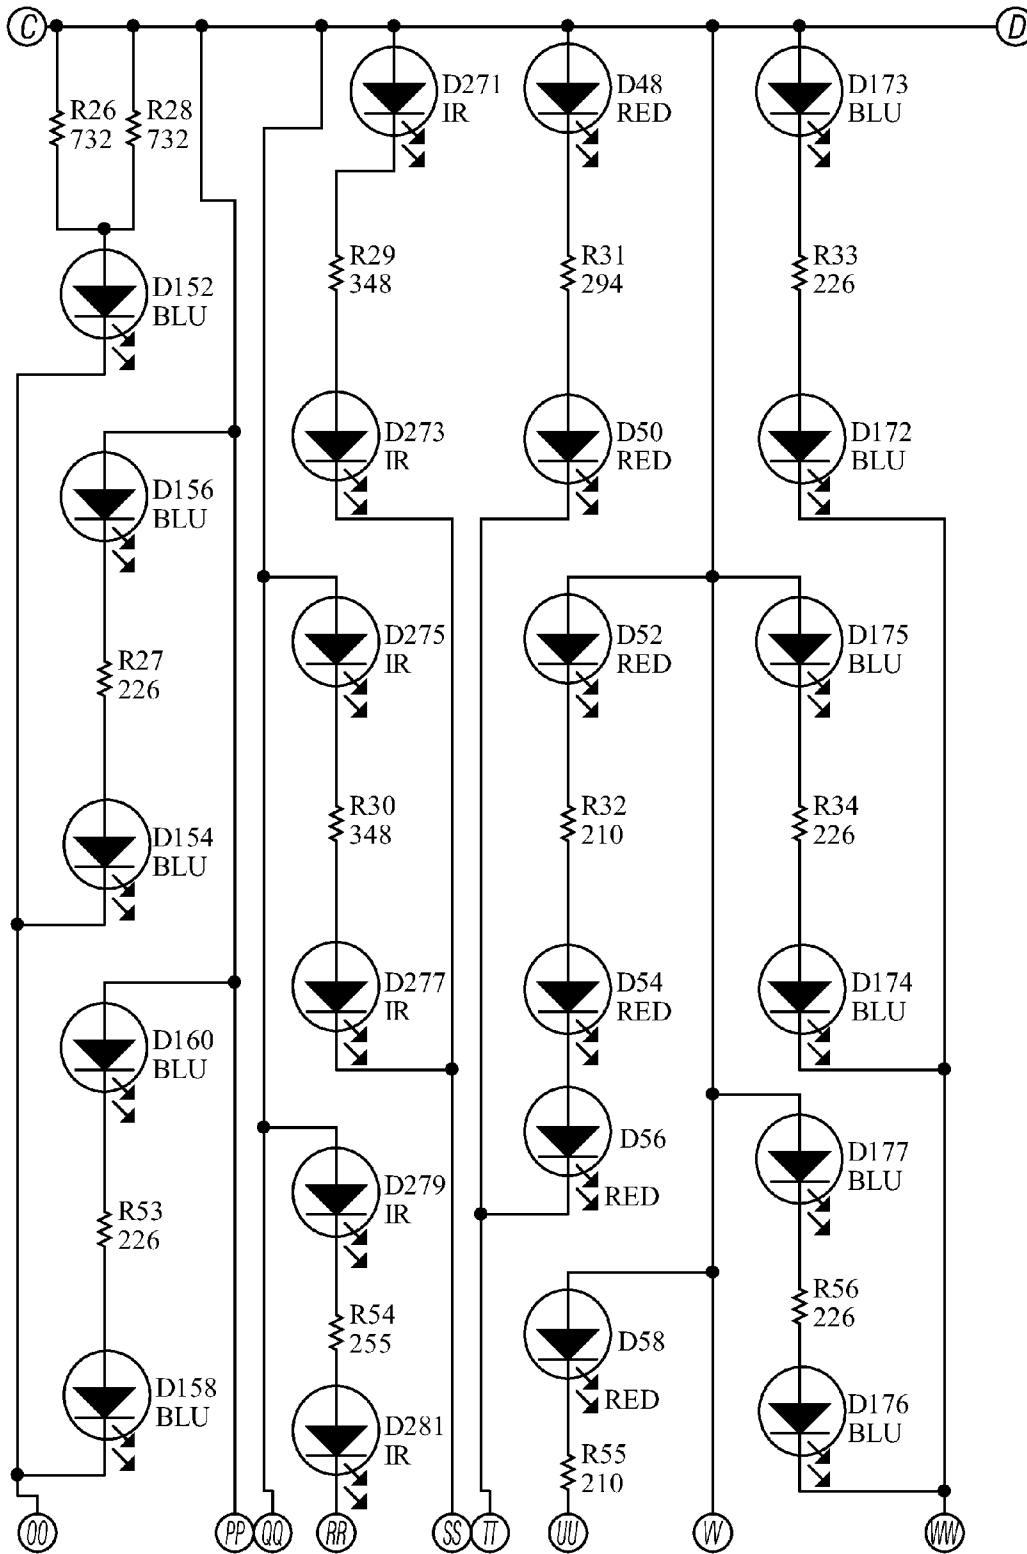 C
D
R26
732
R28
732
D271
IR
D48
RED
D173
BLU
R29
348
R31
294
R33
226
D152
BLU
D273
IR
D50
RED
D172
BLU
D156
BLU
D275
IR
D52
RED
D175
BLU
R27
226
R30
348
R32
210
R34
226
D154
BLU
D277
IR
D54
RED
D174
BLU
D160
BLU
D56
RED
D177
BLU
D279
IR
R53
226
R54
255
D58
RED
R56
226
D158
BLU
D281
IR
D176
BLU
R55
210
OO
PP
QQ
RR
SS
TT
UU
VV
WW